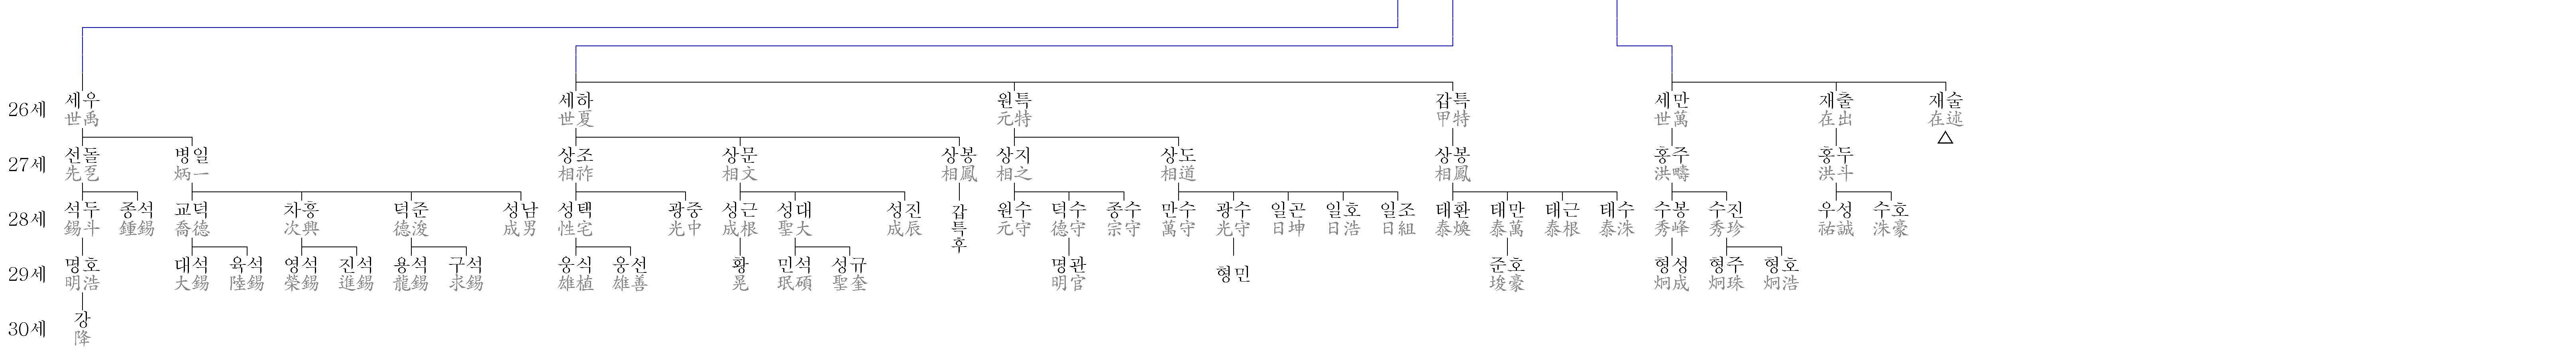 26세 세우 세하 원특 갑특 세만 재출 재술
世禹 世夏 元特 甲特 世萬 在出 在述
27세 선돌 병일 상조 상문 상봉 상지 상도 상봉 홍주 홍두
先乭 炳一 相祚 相文 相鳳 相之 相道 相鳳 洪疇 洪斗
28세 석두 종석 교덕 차흥 덕준 성남 성택 광중 성근 성대 성진 갑특후 원수 덕수 종수 만수 광수 일곤 일호 일조 태환 태만 태근 태수 수봉 수진 우성 수호
錫斗 鍾錫 喬德 次興 德浚 成男 性宅 光中 成根 聖大 成辰 元守 德守 宗守 萬守 光守 日坤 日浩 日組 泰煥 泰萬 泰根 泰洙 秀峰 秀珍 祐誠 洙豪
29세 명호 대석 육석 영석 진석 용석 구석 웅식 웅선 황 민석 성규 명관 형민 준호 형성 형주 형호
明浩 大錫 陸錫 榮錫 進錫 龍錫 求錫 雄植 雄善 晃 珉碩 聖奎 明官 埈豪 炯成 炯珠 炯浩
30세 강
降